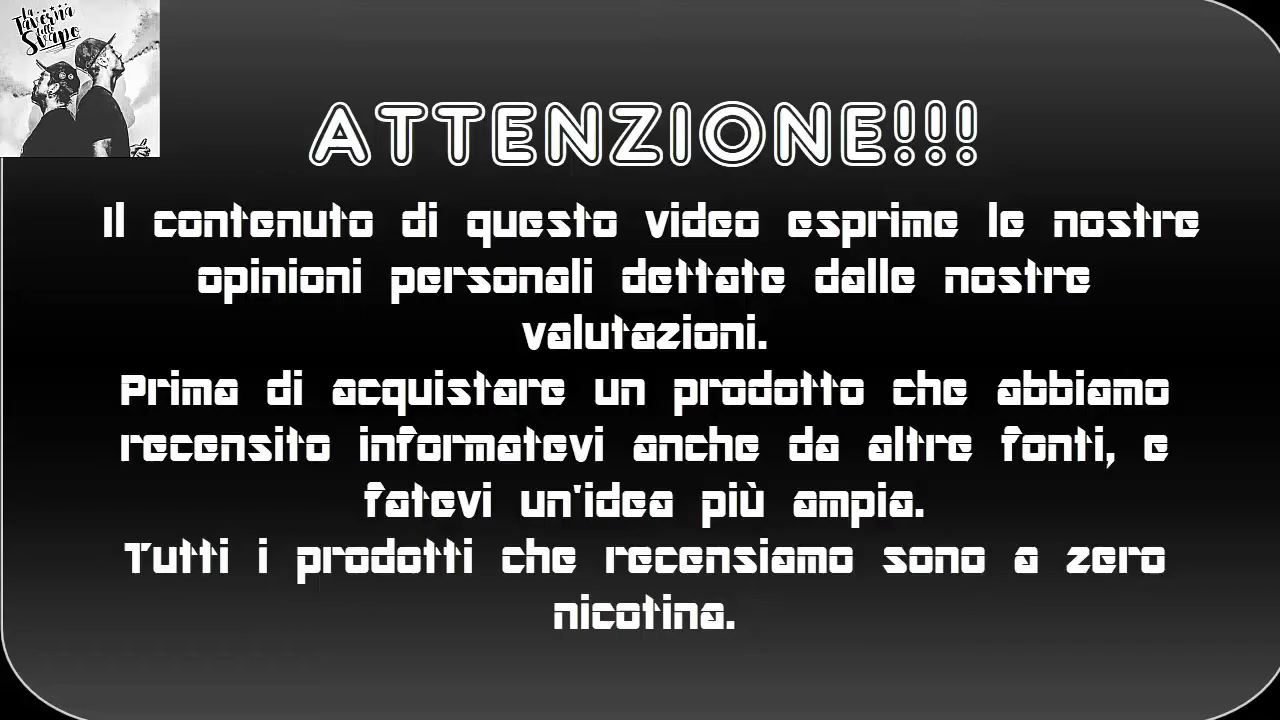 La
Taverna
dello
Svapo
ATTENZIONE!!!
Il contenuto di questo video esprime le nostre
opinioni personali dettate dalle nostre
valutazioni.
Prima di acquistare un prodotto che abbiamo
recensito informatevi anche da altre fonti, e
fatevi un'idea più ampia.
Tutti i prodotti che recensiamo sono a zero
nicotina.